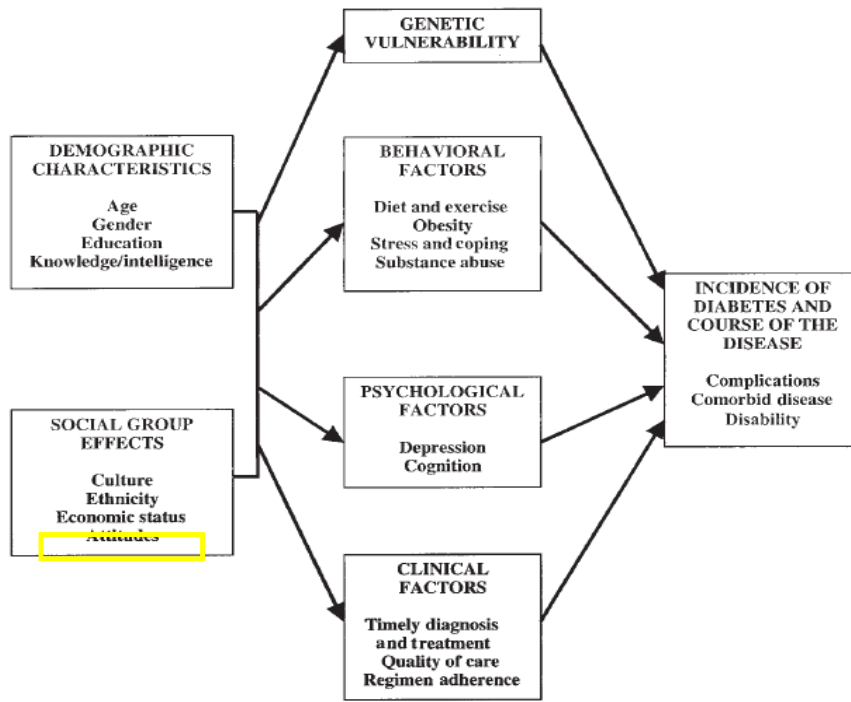 GENETIC
VULNERABILITY
DEMOGRAPHIC
CHARACTERISTICS
Age
Gender
Education
Knowledge/intelligence
SOCIAL GROUP
EFFECTS
Culture
Ethnicity
Economic status
Attitudes
BEHAVIORAL
FACTORS
Diet and exercise
Obesity
Stress and coping
Substance abuse
PSYCHOLOGICAL
FACTORS
Depression
Cognition
CLINICAL
FACTORS
Timely diagnosis
and treatment
Quality of care
Regimen adherence
INCIDENCE OF
DIABETES AND
COURSE OF THE
DISEASE
Complications
Comorbid disease
Disability